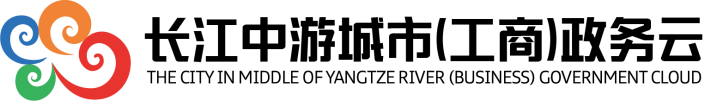 长江中游城市(工商)政务云
THE CITY IN MIDDLE OF YANGTZE RIVER (BUSINESS) GOVERNMENT CLOUD